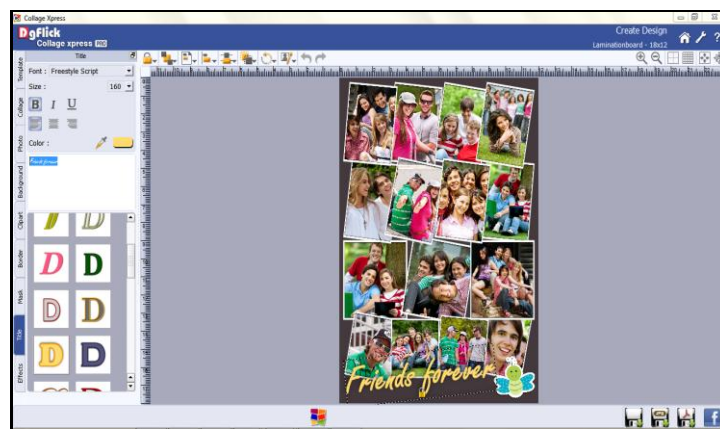 Collage Xpress
DgFlick
Collage xpress PRO
Create Design
Laminationboard - 18x12
Title
Font : Freestyle Script
Size : 160
B I U
Color :
Friends forever
Template
Collage
Photo
Background
Clipart
Border
Mask
Title
Effects
D
D
D
D
D
D
D
Friends forever